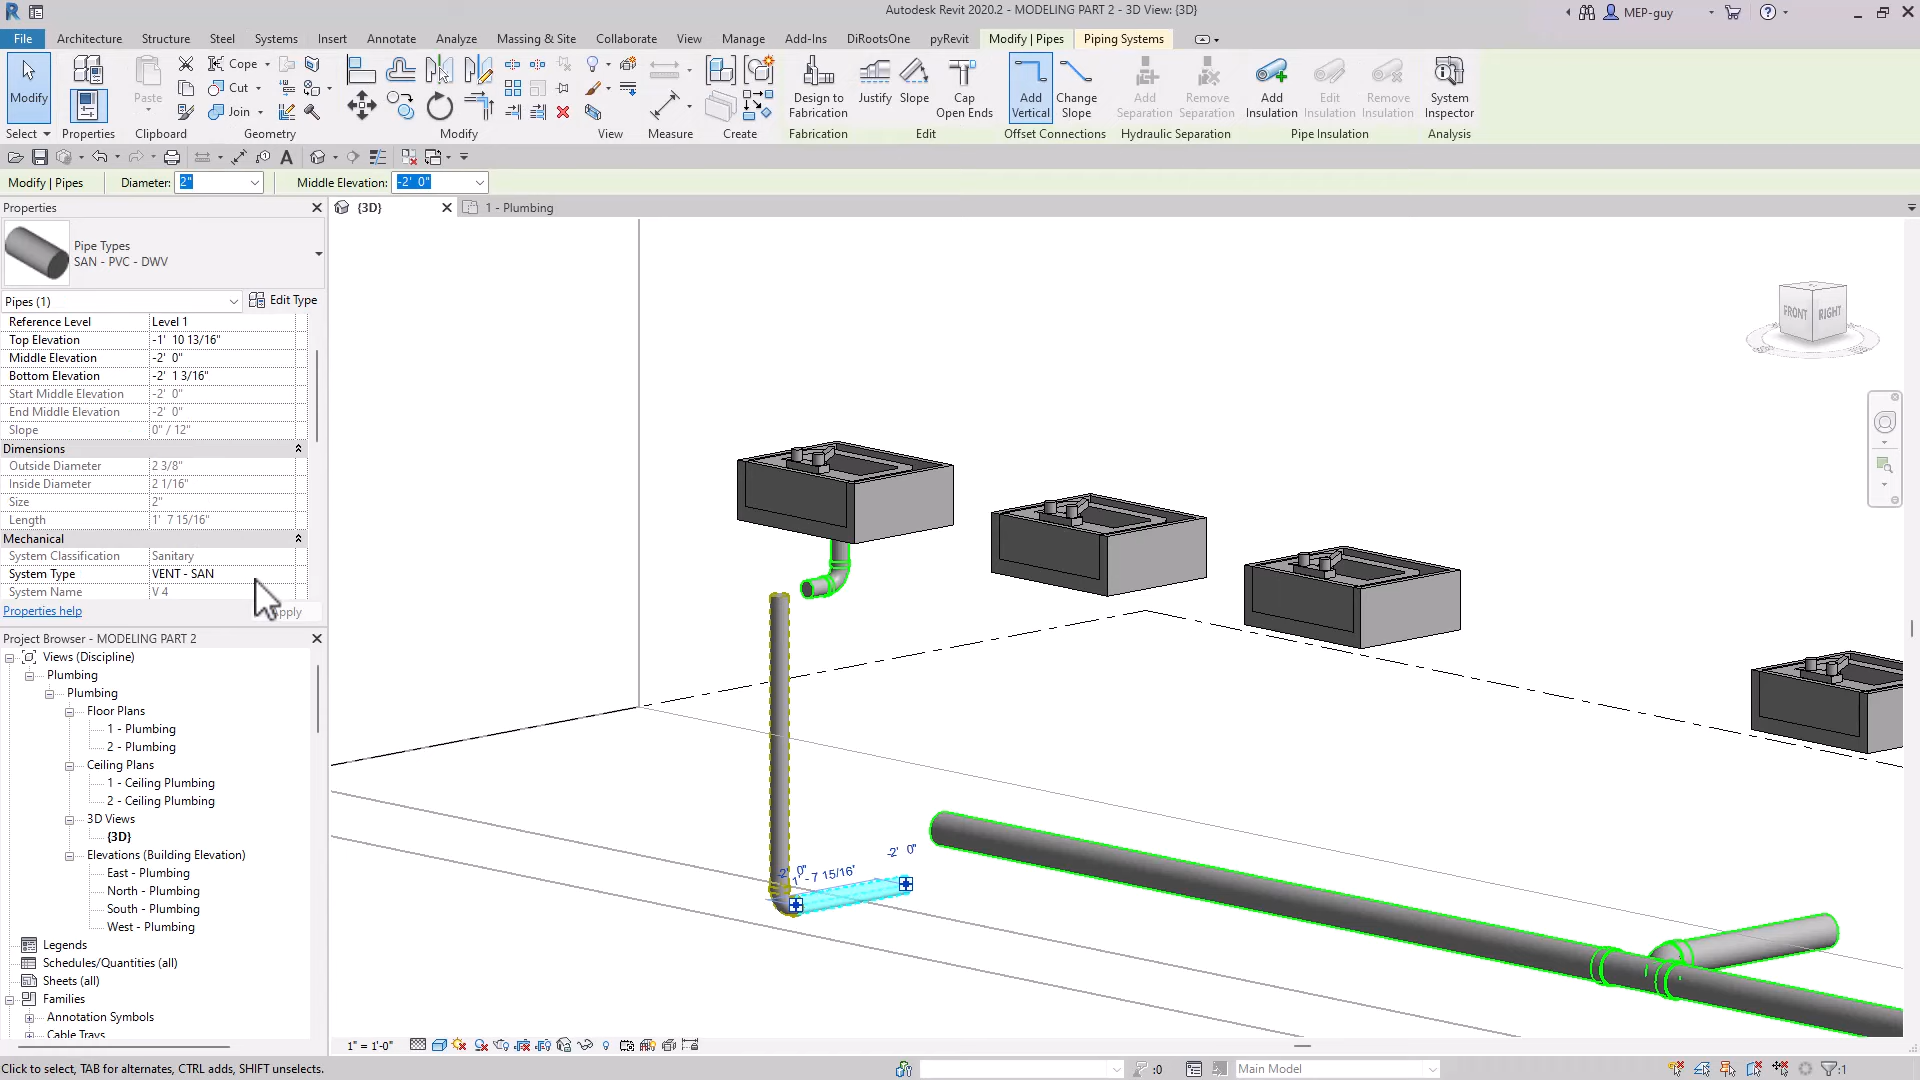 Autodesk Revit 2020.2 - MODELING PART 2 - 3D View: {3D}
MEP-guy
File Architecture Structure Steel Systems Insert Annotate Analyze Massing & Site Collaborate View Manage Add-Ins DiRootsOne pyRevit Modify | Pipes Piping Systems
Modify
Paste
Cope
Cut
Join
Design to Fabrication
Justify
Slope
Cap Open Ends
Add Vertical
Change Slope
Add Separation
Remove Separation
Add Insulation
Edit Insulation
Remove Insulation
System Inspector
Select Properties Clipboard Geometry Modify View Measure Create Fabrication Edit Offset Connections Hydraulic Separation Pipe Insulation Analysis
Modify | Pipes Diameter: 2" Middle Elevation: -2' 0"
Properties
{3D}
1 - Plumbing
Pipe Types
SAN - PVC - DWV
Pipes (1) Edit Type
Reference Level Level 1
Top Elevation -1' 10 13/16"
Middle Elevation -2' 0"
Bottom Elevation -2' 1 3/16"
Start Middle Elevation -2' 0"
End Middle Elevation -2' 0"
Slope 0" / 12"
Dimensions
Outside Diameter 2 3/8"
Inside Diameter 2 1/16"
Size 2"
Length 1' 7 15/16"
Mechanical
System Classification Sanitary
System Type VENT - SAN
System Name V 4
Properties help
Project Browser - MODELING PART 2
Views (Discipline)
Plumbing
Plumbing
Floor Plans
1 - Plumbing
2 - Plumbing
Ceiling Plans
1 - Ceiling Plumbing
2 - Ceiling Plumbing
3D Views
{3D}
Elevations (Building Elevation)
East - Plumbing
North - Plumbing
South - Plumbing
West - Plumbing
Legends
Schedules/Quantities (all)
Sheets (all)
Families
Annotation Symbols
Cable Trays
FRONT RIGHT
-2' 0"
-2' 0"
1' - 7 15/16"
1" = 1'-0"
Click to select, TAB for alternates, CTRL adds, SHIFT unselects.
:0
Main Model
:1